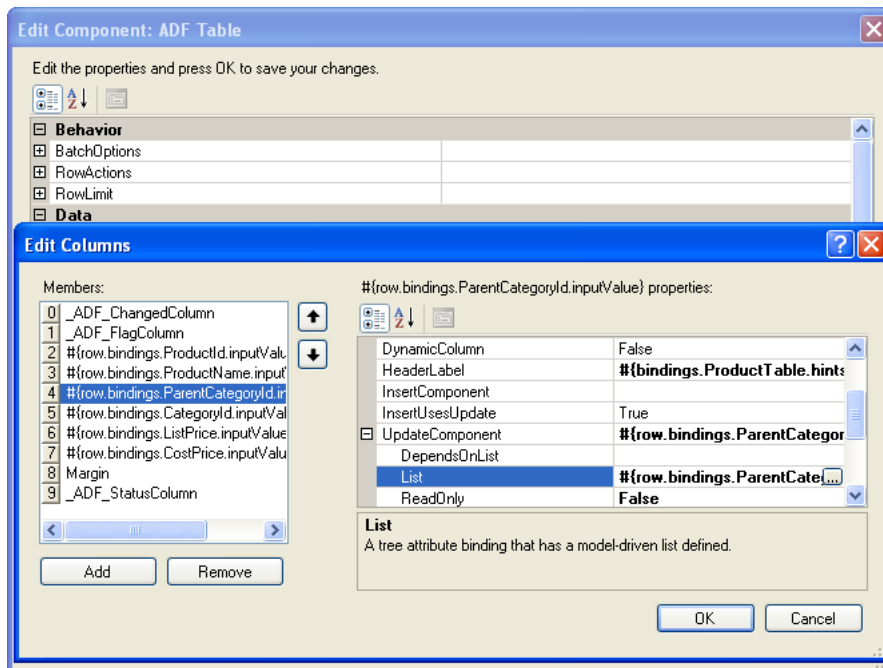 Edit Component: ADF Table
Edit the properties and press OK to save your changes.
Behavior
BatchOptions
RowActions
RowLimit
Data
Edit Columns
Members:
0 _ADF_ChangedColumn
1 _ADF_FlagColumn
2 #{row.bindings.ProductId.inputValu
3 #{row.bindings.ProductName.input
4 #{row.bindings.ParentCategoryId.in
5 #{row.bindings.CategoryId.inputVal
6 #{row.bindings.ListPrice.inputValue
7 #{row.bindings.CostPrice.inputValu
8 Margin
9 _ADF_StatusColumn
Add Remove
#{row.bindings.ParentCategoryId.inputValue} properties:
DynamicColumn False
HeaderLabel #{bindings.ProductTable.hints
InsertComponent
InsertUsesUpdate True
UpdateComponent #{row.bindings.ParentCategor
DependsOnList
List #{row.bindings.ParentCate ...
ReadOnly False
List
A tree attribute binding that has a model-driven list defined.
OK Cancel